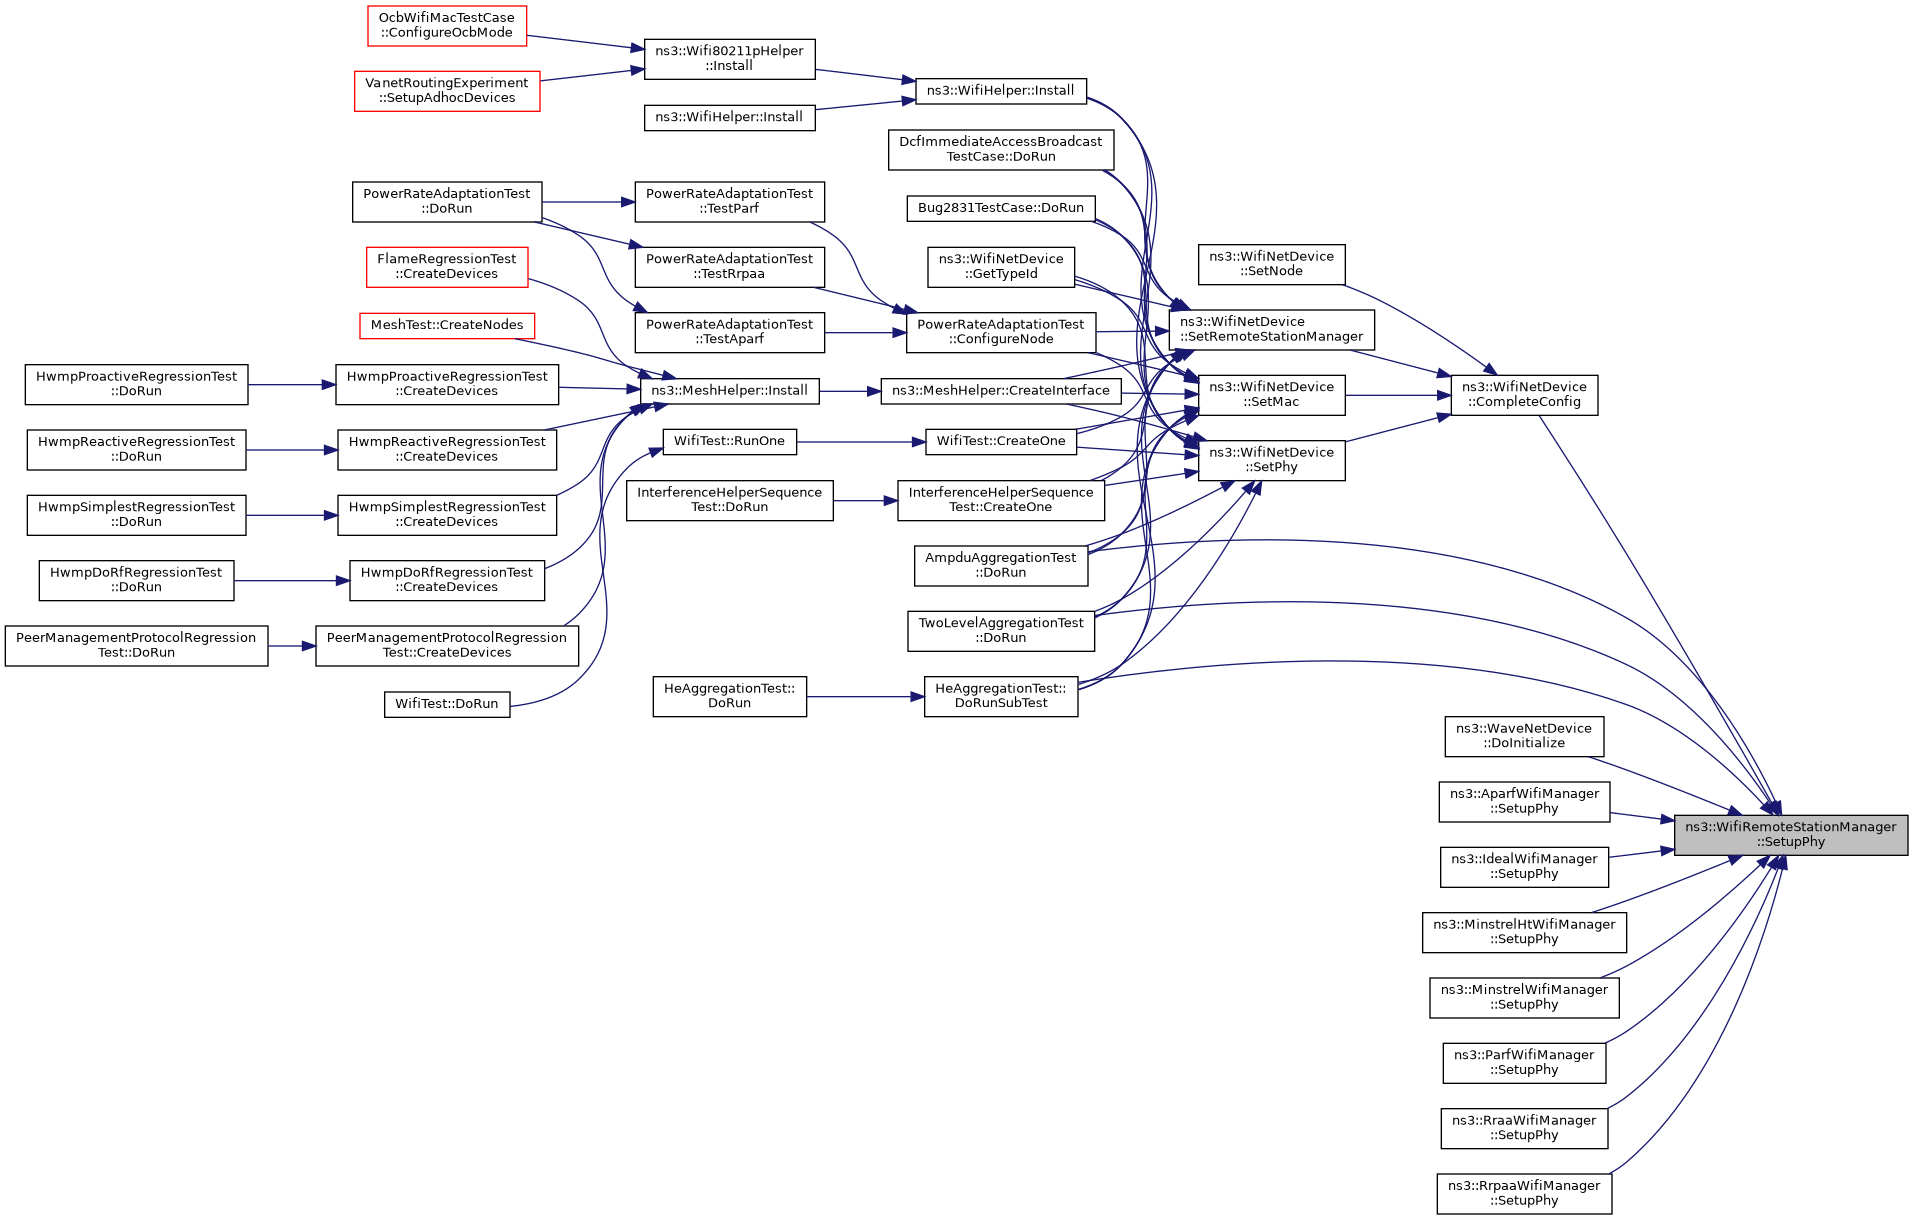 OcbWifiMacTestCase
::ConfigureOcbMode
VanetRoutingExperiment
::SetupAdhocDevices
PowerRateAdaptationTest
::DoRun
FlameRegressionTest
::CreateDevices
MeshTest::CreateNodes
HwmpProactiveRegressionTest
::DoRun
HwmpProactiveRegressionTest
::CreateDevices
HwmpReactiveRegressionTest
::DoRun
HwmpReactiveRegressionTest
::CreateDevices
HwmpSimplestRegressionTest
::DoRun
HwmpSimplestRegressionTest
::CreateDevices
HwmpDoRfRegressionTest
::DoRun
HwmpDoRfRegressionTest
::CreateDevices
PeerManagementProtocolRegression
Test::DoRun
PeerManagementProtocolRegression
Test::CreateDevices
WifiTest::DoRun
ns3::Wifi80211pHelper
::Install
ns3::WifiHelper::Install
PowerRateAdaptationTest
::TestParf
PowerRateAdaptationTest
::TestRrpaa
PowerRateAdaptationTest
::TestAparf
ns3::MeshHelper::Install
WifiTest::RunOne
InterferenceHelperSequence
Test::DoRun
HeAggregationTest::
DoRun
ns3::WifiHelper::Install
DcfImmediateAccessBroadcast
TestCase::DoRun
Bug2831TestCase::DoRun
ns3::WifiNetDevice
::GetTypeId
PowerRateAdaptationTest
::ConfigureNode
ns3::MeshHelper::CreateInterface
WifiTest::CreateOne
InterferenceHelperSequence
Test::CreateOne
AmpduAggregationTest
::DoRun
TwoLevelAggregationTest
::DoRun
HeAggregationTest::
DoRunSubTest
ns3::WifiNetDevice
::SetNode
ns3::WifiNetDevice
::SetRemoteStationManager
ns3::WifiNetDevice
::SetMac
ns3::WifiNetDevice
::SetPhy
ns3::WifiNetDevice
::CompleteConfig
ns3::WaveNetDevice
::DoInitialize
ns3::AparfWifiManager
::SetupPhy
ns3::IdealWifiManager
::SetupPhy
ns3::MinstrelHtWifiManager
::SetupPhy
ns3::MinstrelWifiManager
::SetupPhy
ns3::ParfWifiManager
::SetupPhy
ns3::RraaWifiManager
::SetupPhy
ns3::RrpaaWifiManager
::SetupPhy
ns3::WifiRemoteStationManager
::SetupPhy